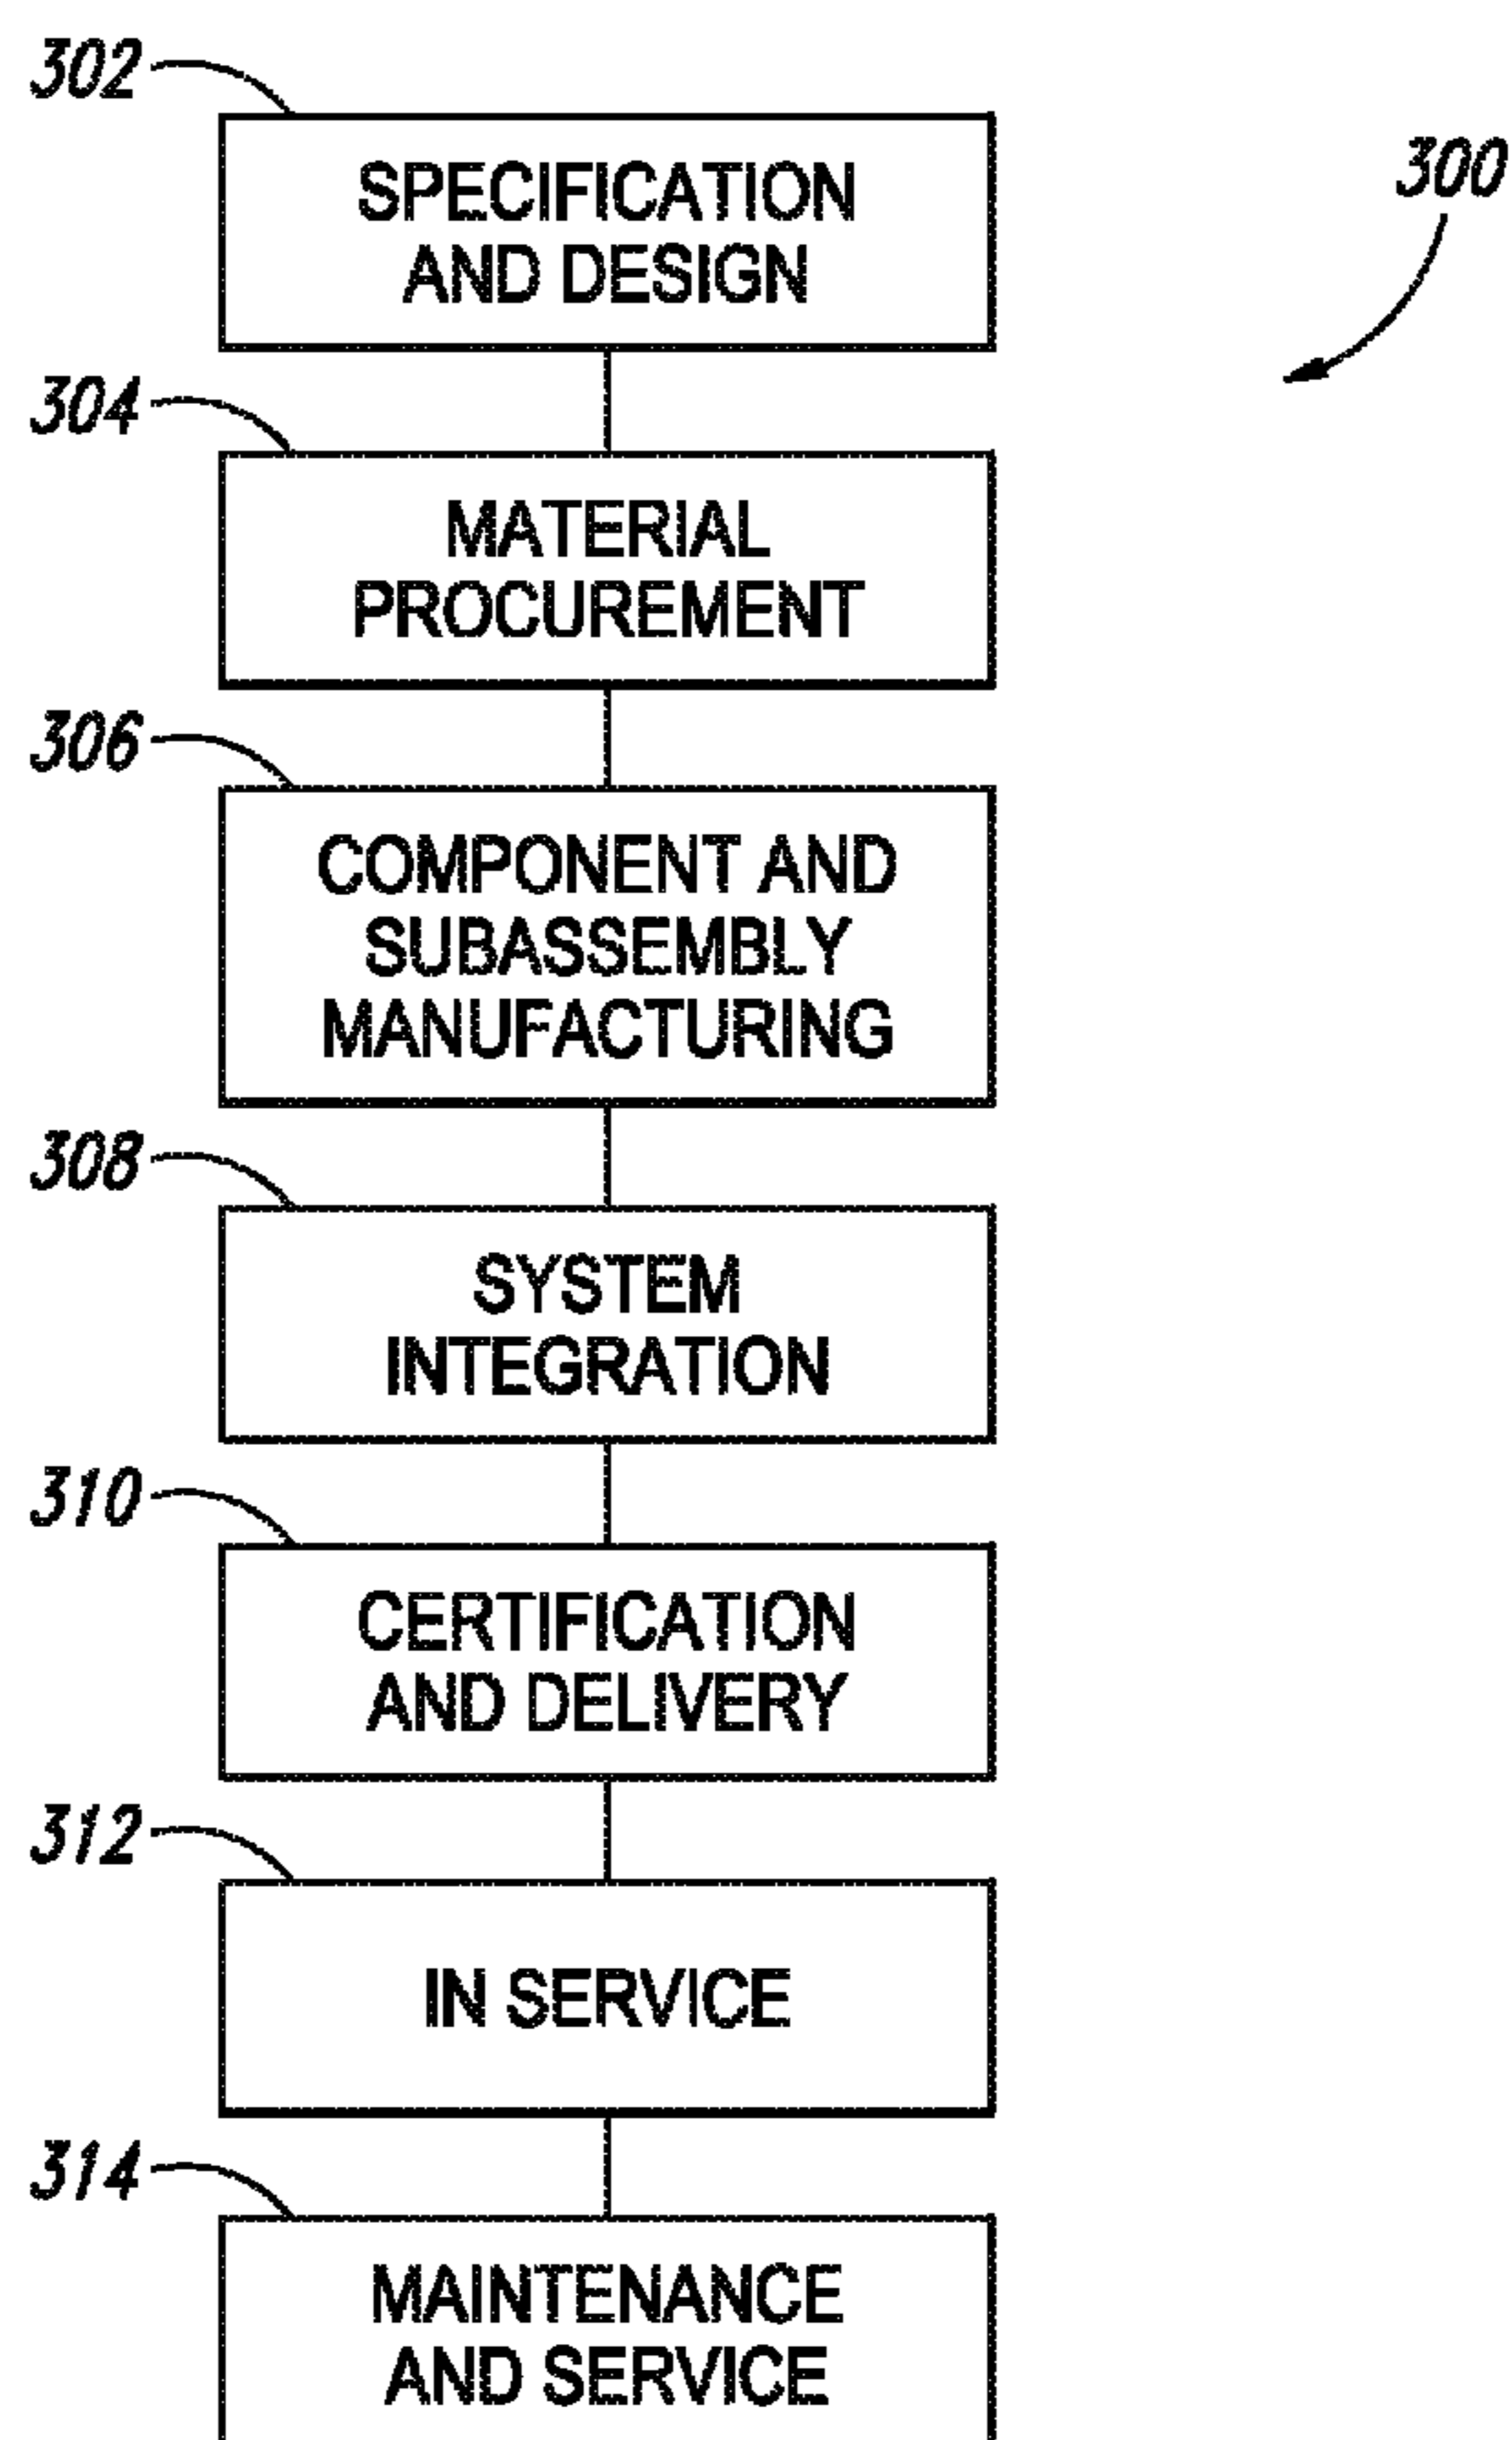 302
SPECIFICATION
AND DESIGN
300
304
MATERIAL
PROCUREMENT
306
COMPONENT AND
SUBASSEMBLY
MANUFACTURING
308
SYSTEM
INTEGRATION
310
CERTIFICATION
AND DELIVERY
312
IN SERVICE
314
MAINTENANCE
AND SERVICE